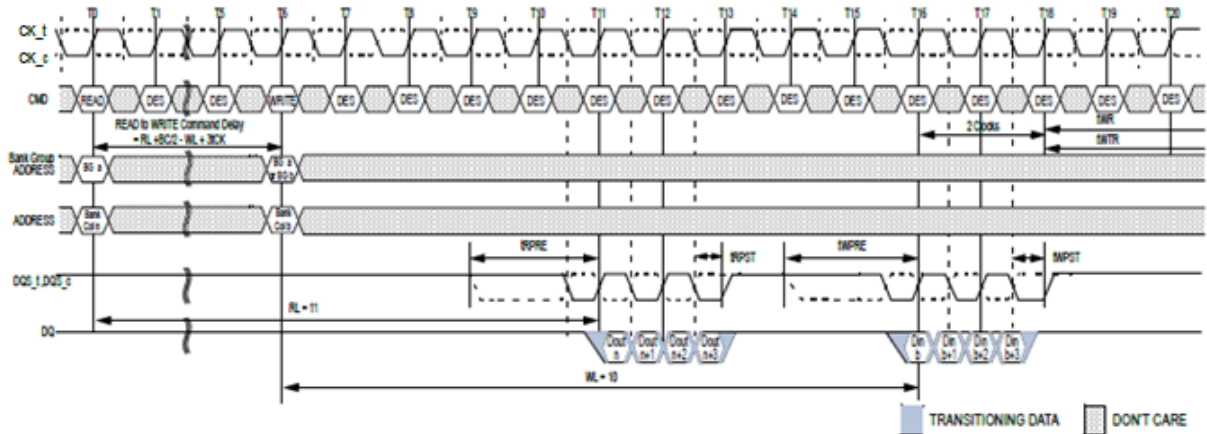 T0 T1 T5 T6 T7 T8 T9 T10 T11 T12 T13 T14 T15 T16 T17 T18 T19 T20
CK_t
CK_c
CMD READ DES DES WRITE DES DES DES DES DES DES DES DES DES DES DES DES DES DES
READ to WRITE Command Delay
= RL +BC/2 - WL + 3tCK
2 Clocks
tWR
tWTR
Bank Group
ADDRESS
BG a
BG a
or BG b
ADDRESS
Bank
Col n
Bank
Col b
tRPRE tRPST tWPRE tWPST
DQS_t,DQS_c
RL = 11
DQ
Dout Dout Dout Dout Din Din Din Din
n n+1 n+2 n+3 b b+1 b+2 b+3
WL = 10
TRANSITIONING DATA DON'T CARE